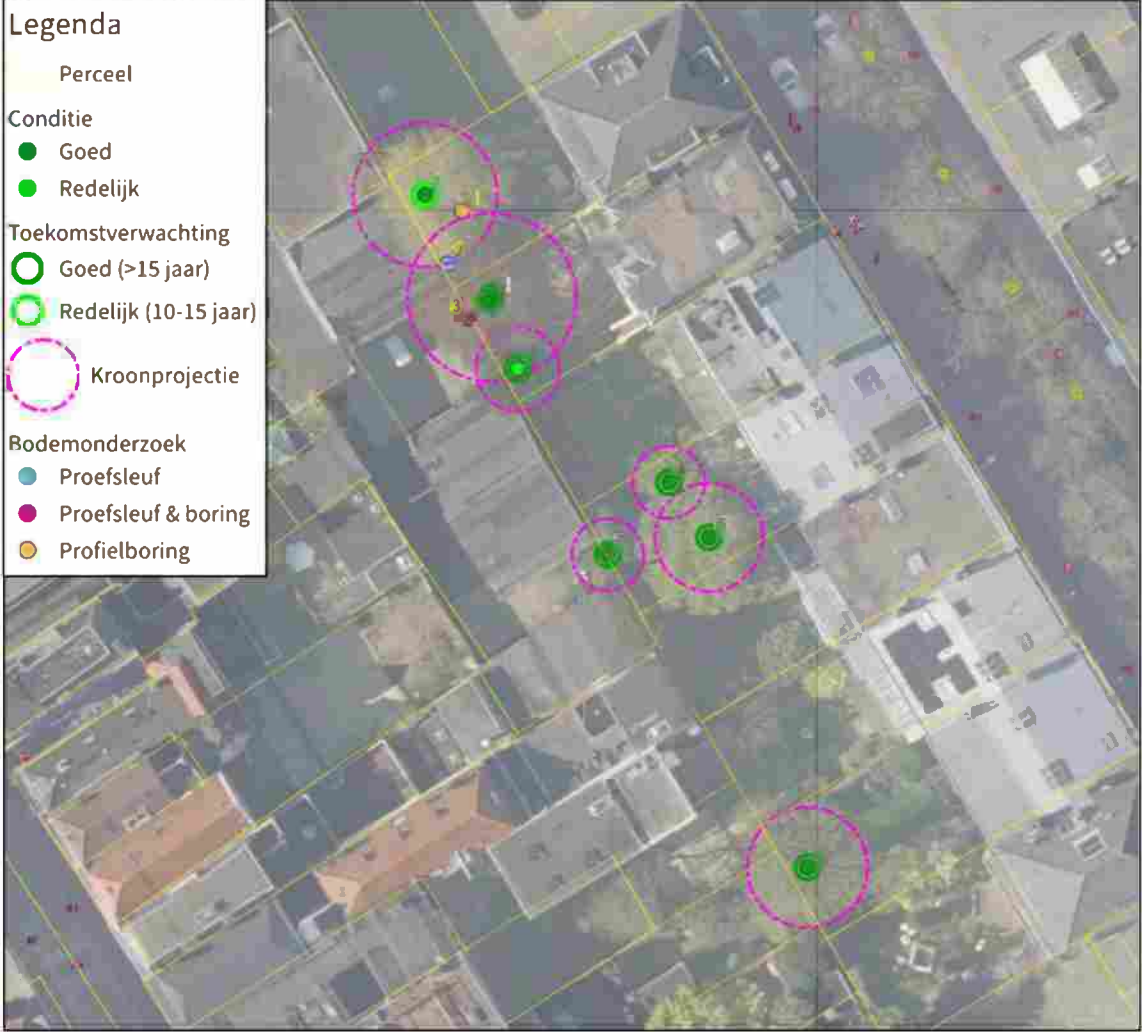 Legenda
Perceel
Conditie
Goed
Redelijk
Toekomstverwachting
Goed (>15 jaar)
Redelijk (10-15 jaar)
Kroonprojectie
Bodemonderzoek
Proefsleuf
Proefsleuf & boring
Profielboring
3